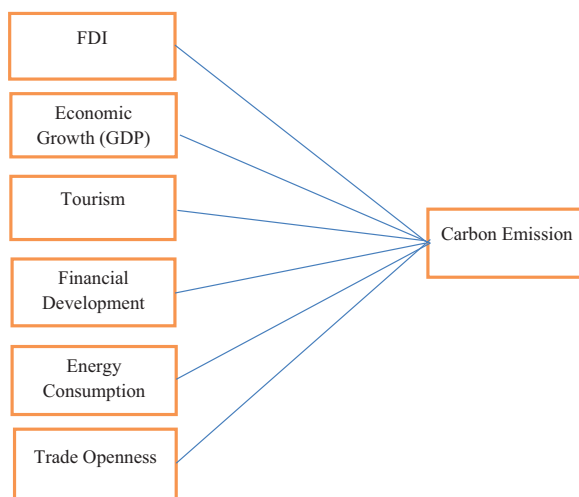 FDI
Economic
Growth (GDP)
Tourism
Carbon Emission
Financial
Development
Energy
Consumption
Trade Openness